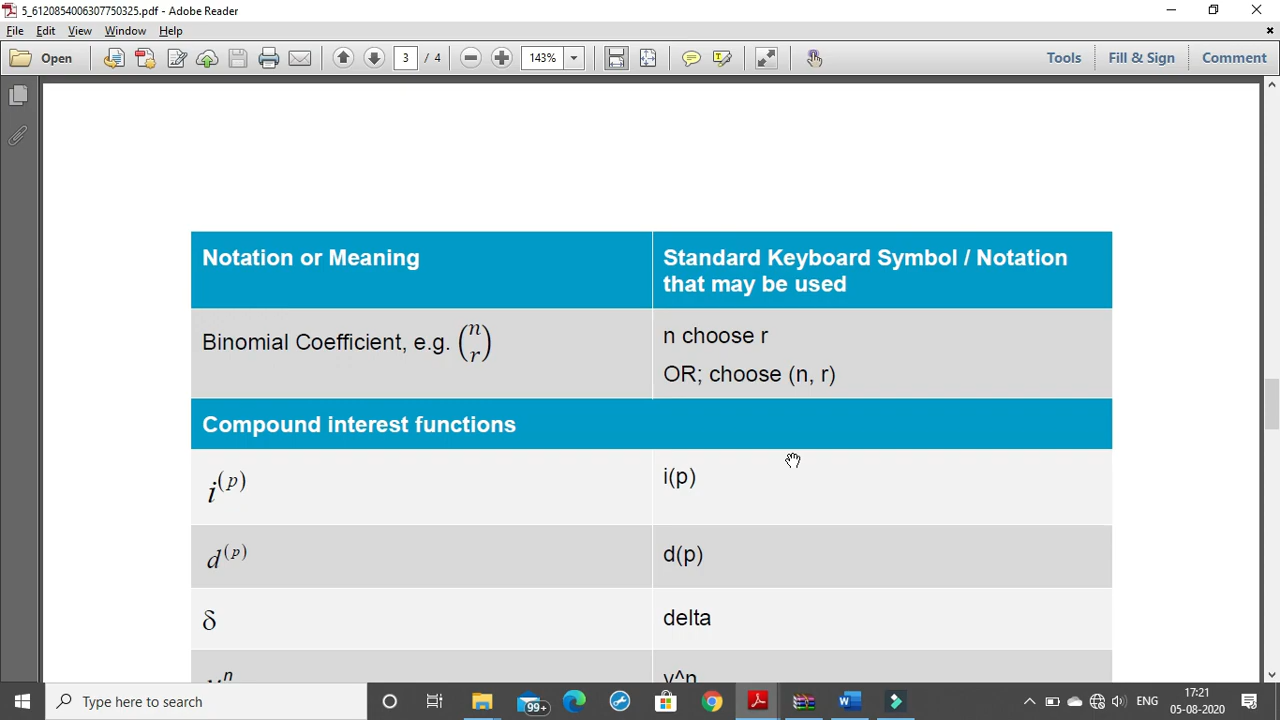 5_6120854006307750325.pdf - Adobe Reader
File Edit View Window Help
Open 3 / 4 143% Tools Fill & Sign Comment
Notation or Meaning
Standard Keyboard Symbol / Notation
that may be used
Binomial Coefficient, e.g. (n r)
n choose r
OR; choose (n, r)
Compound interest functions
i^(p)
i(p)
d^(p)
d(p)
δ
delta
v^n
Type here to search
99+
ENG
17:21
05-08-2020